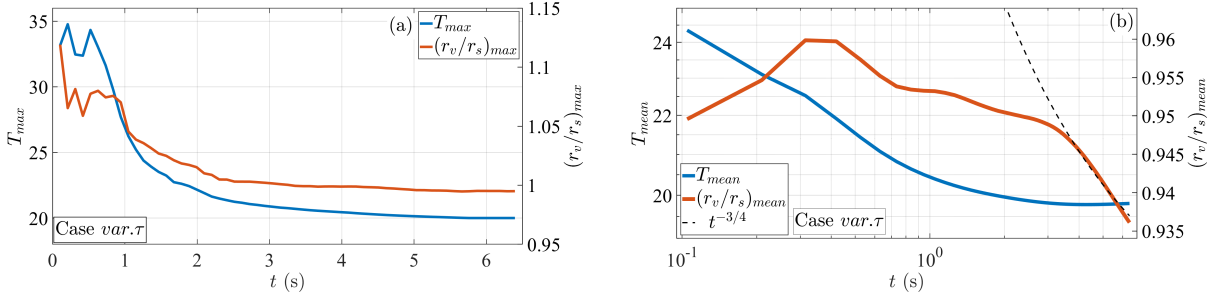 (a)
T_max
(r_v/r_s)_max
35
30
25
20
T_max
1.15
1.1
1.05
1
0.95
(r_v/r_s)_max
Case var.τ
0 1 2 3 4 5 6
t (s)
(b)
24
22
20
T_mean
0.96
0.955
0.95
0.945
0.94
0.935
(r_v/r_s)_mean
T_mean
(r_v/r_s)_mean
t^{-3/4}
Case var.τ
10^{-1} 10^{0}
t (s)